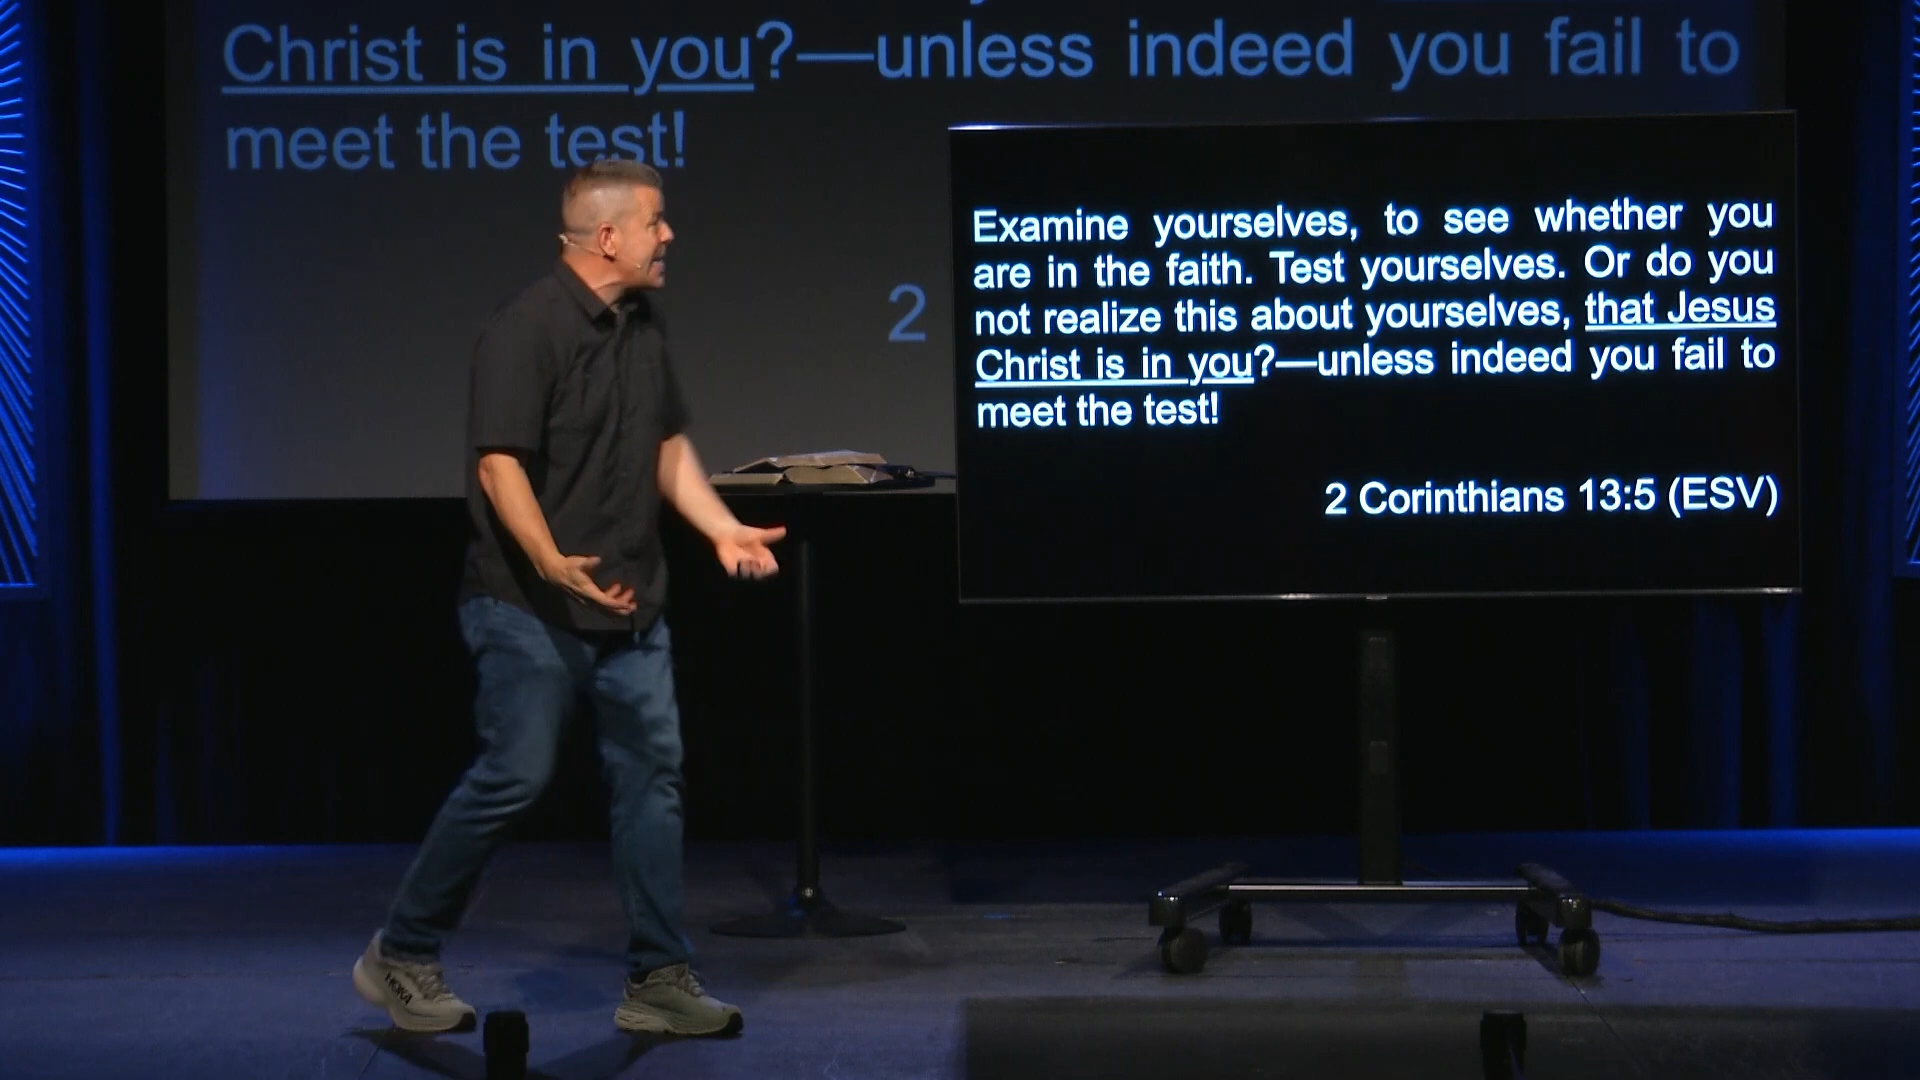 Christ is in you?—unless indeed you fail to
meet the test!
2
Examine yourselves, to see whether you
are in the faith. Test yourselves. Or do you
not realize this about yourselves, that Jesus
Christ is in you?—unless indeed you fail to
meet the test!
2 Corinthians 13:5 (ESV)
HOKA